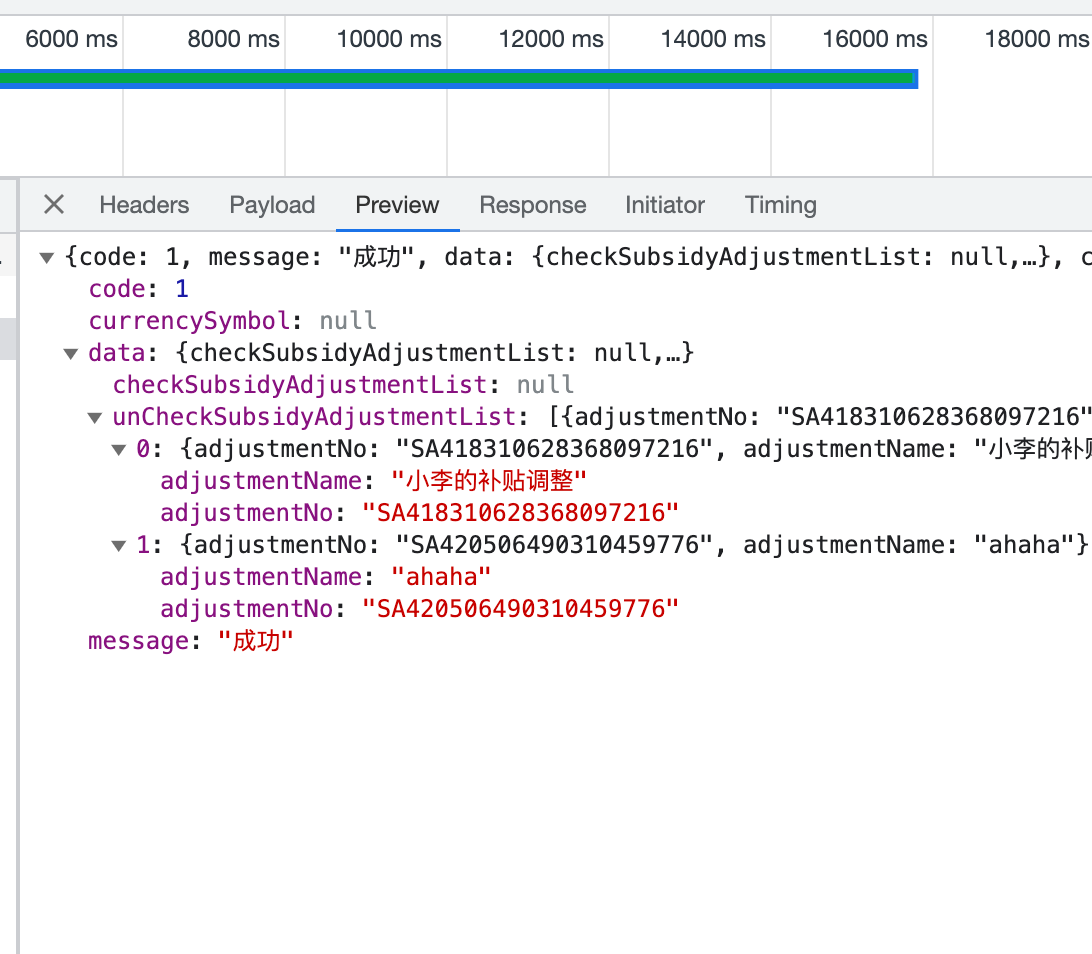 6000 ms 8000 ms 10000 ms 12000 ms 14000 ms 16000 ms 18000 ms
Headers Payload Preview Response Initiator Timing
{code: 1, message: "成功", data: {checkSubsidyAdjustmentList: null,…}, c
code: 1
currencySymbol: null
data: {checkSubsidyAdjustmentList: null,…}
checkSubsidyAdjustmentList: null
unCheckSubsidyAdjustmentList: [{adjustmentNo: "SA418310628368097216"
0: {adjustmentNo: "SA418310628368097216", adjustmentName: "小李的补贴
adjustmentName: "小李的补贴调整"
adjustmentNo: "SA418310628368097216"
1: {adjustmentNo: "SA420506490310459776", adjustmentName: "ahaha"}
adjustmentName: "ahaha"
adjustmentNo: "SA420506490310459776"
message: "成功"